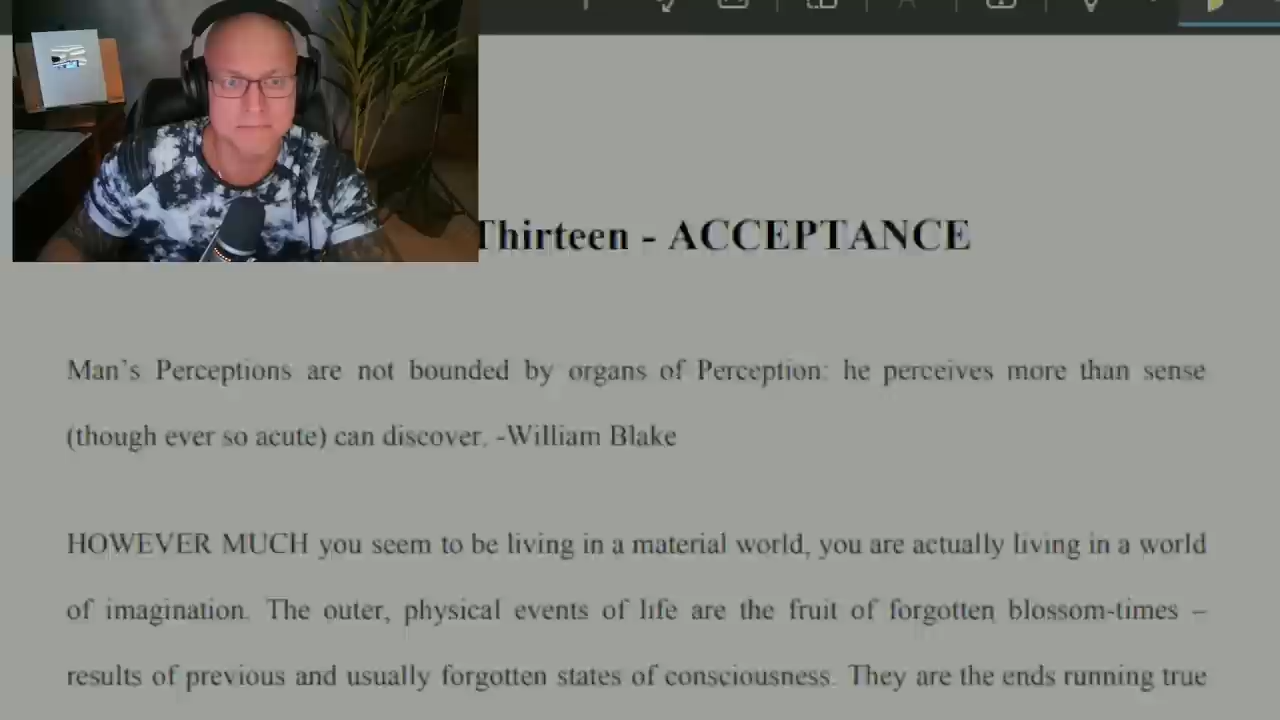 Thirteen - ACCEPTANCE
Man's Perceptions are not bounded by organs of Perception: he perceives more than sense
(though ever so acute) can discover. -William Blake
HOWEVER MUCH you seem to be living in a material world, you are actually living in a world
of imagination. The outer, physical events of life are the fruit of forgotten blossom-times –
results of previous and usually forgotten states of consciousness. They are the ends running true